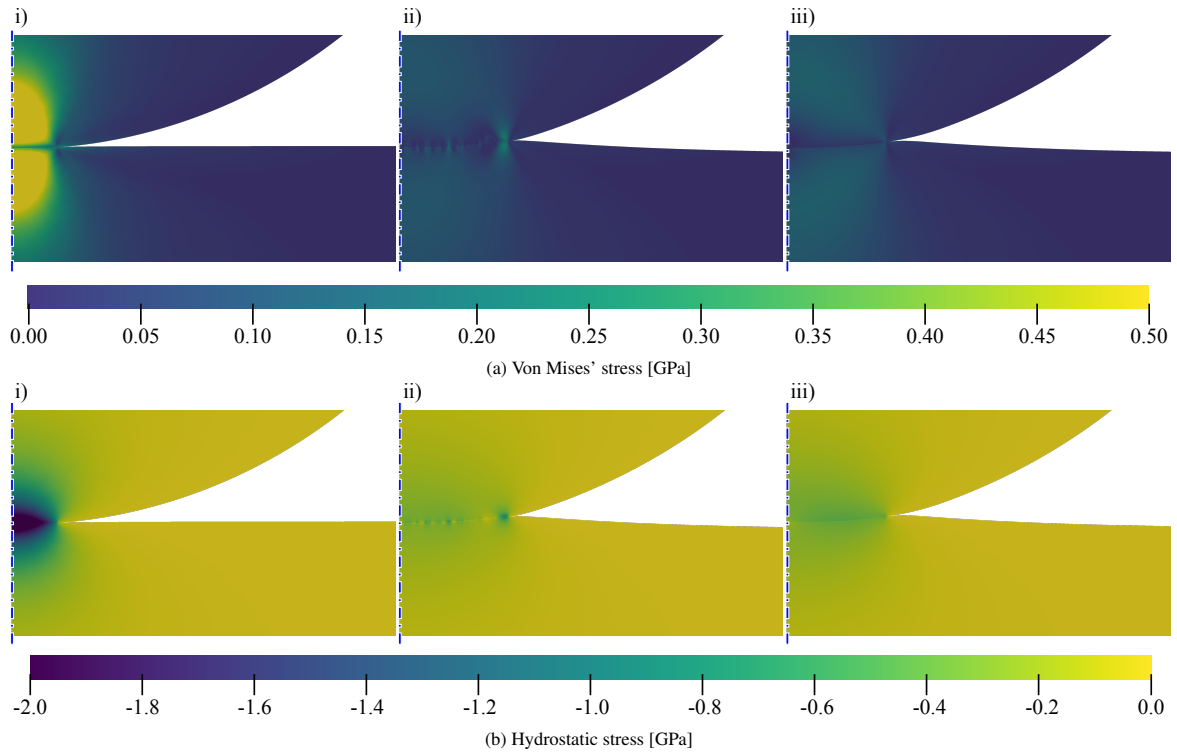 i) ii) iii)
0.00 0.05 0.10 0.15 0.20 0.25 0.30 0.35 0.40 0.45 0.50
(a) Von Mises’ stress [GPa]
i) ii) iii)
-2.0 -1.8 -1.6 -1.4 -1.2 -1.0 -0.8 -0.6 -0.4 -0.2 0.0
(b) Hydrostatic stress [GPa]